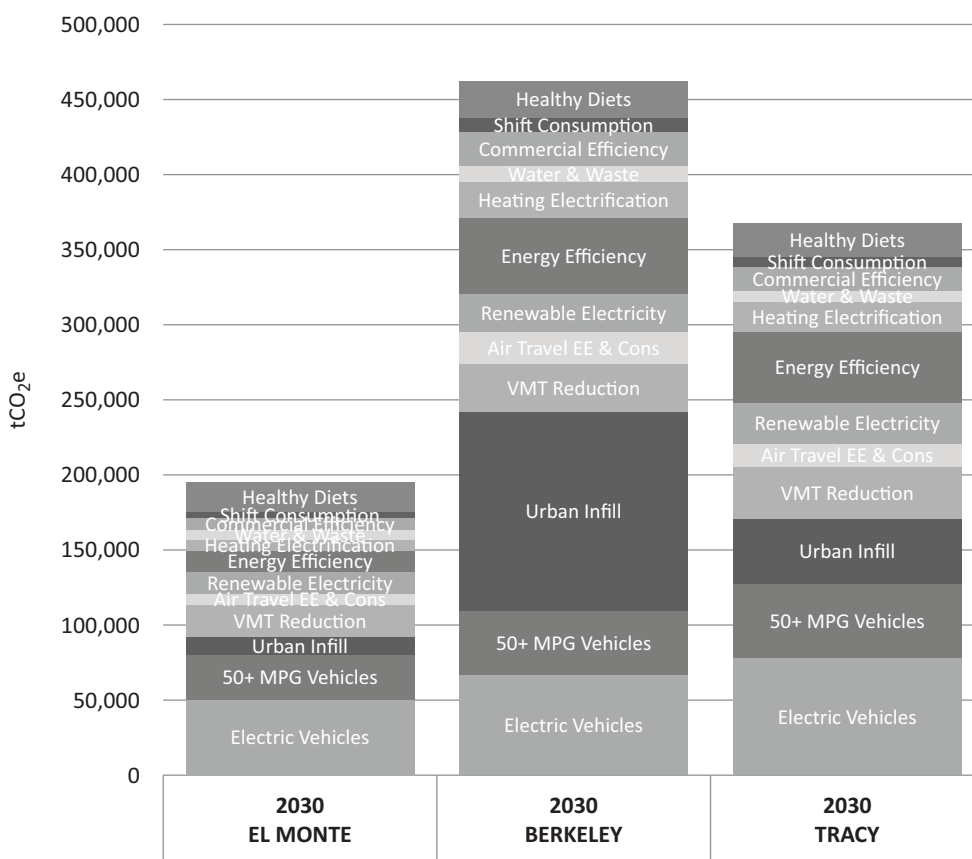 500,000
450,000
400,000
350,000
300,000
250,000
200,000
150,000
100,000
50,000
0
tCO₂e
Healthy Diets
Shift Consumption
Commercial Efficiency
Water & Waste
Heating Electrification
Energy Efficiency
Renewable Electricity
Air Travel EE & Cons
VMT Reduction
Urban Infill
50+ MPG Vehicles
Electric Vehicles
2030
EL MONTE
Healthy Diets
Shift Consumption
Commercial Efficiency
Water & Waste
Heating Electrification
Energy Efficiency
Renewable Electricity
Air Travel EE & Cons
VMT Reduction
Urban Infill
50+ MPG Vehicles
Electric Vehicles
2030
BERKELEY
Healthy Diets
Shift Consumption
Commercial Efficiency
Water & Waste
Heating Electrification
Energy Efficiency
Renewable Electricity
Air Travel EE & Cons
VMT Reduction
Urban Infill
50+ MPG Vehicles
Electric Vehicles
2030
TRACY